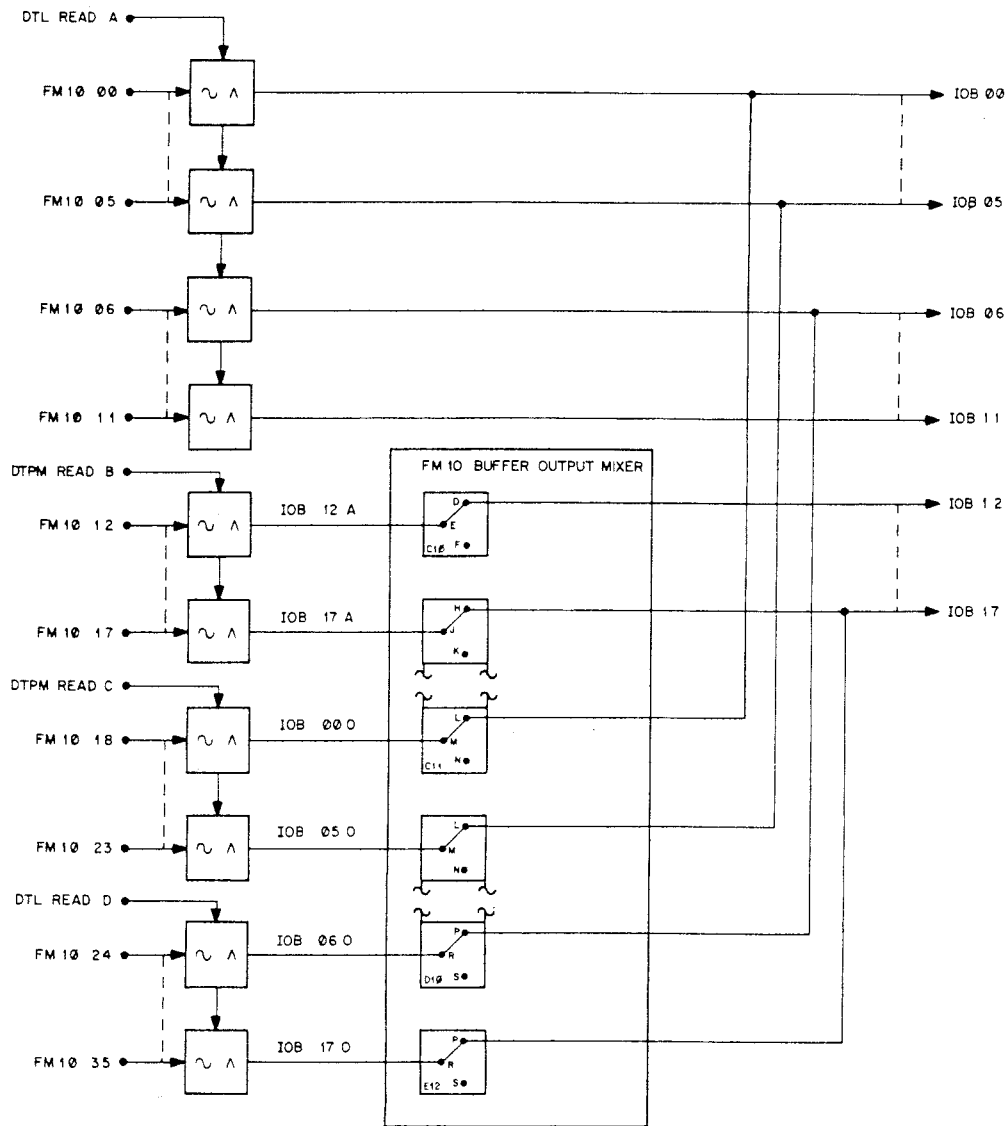 DTL READ A
FM10 00
∿ ∧
IOB 00
FM10 05
∿ ∧
IOB 05
FM10 06
∿ ∧
IOB 06
FM10 11
∿ ∧
IOB 11
FM10 BUFFER OUTPUT MIXER
DTPM READ B
FM10 12
∿ ∧
IOB 12 A
D
E
F
C10
IOB 12
FM10 17
∿ ∧
IOB 17 A
H
J
K
IOB 17
DTPM READ C
FM10 18
∿ ∧
IOB 00 0
L
M
N
C11
FM10 23
∿ ∧
IOB 05 0
L
M
N
DTL READ D
FM10 24
∿ ∧
IOB 06 0
P
R
S
D10
FM10 35
∿ ∧
IOB 17 0
P
R
S
E12